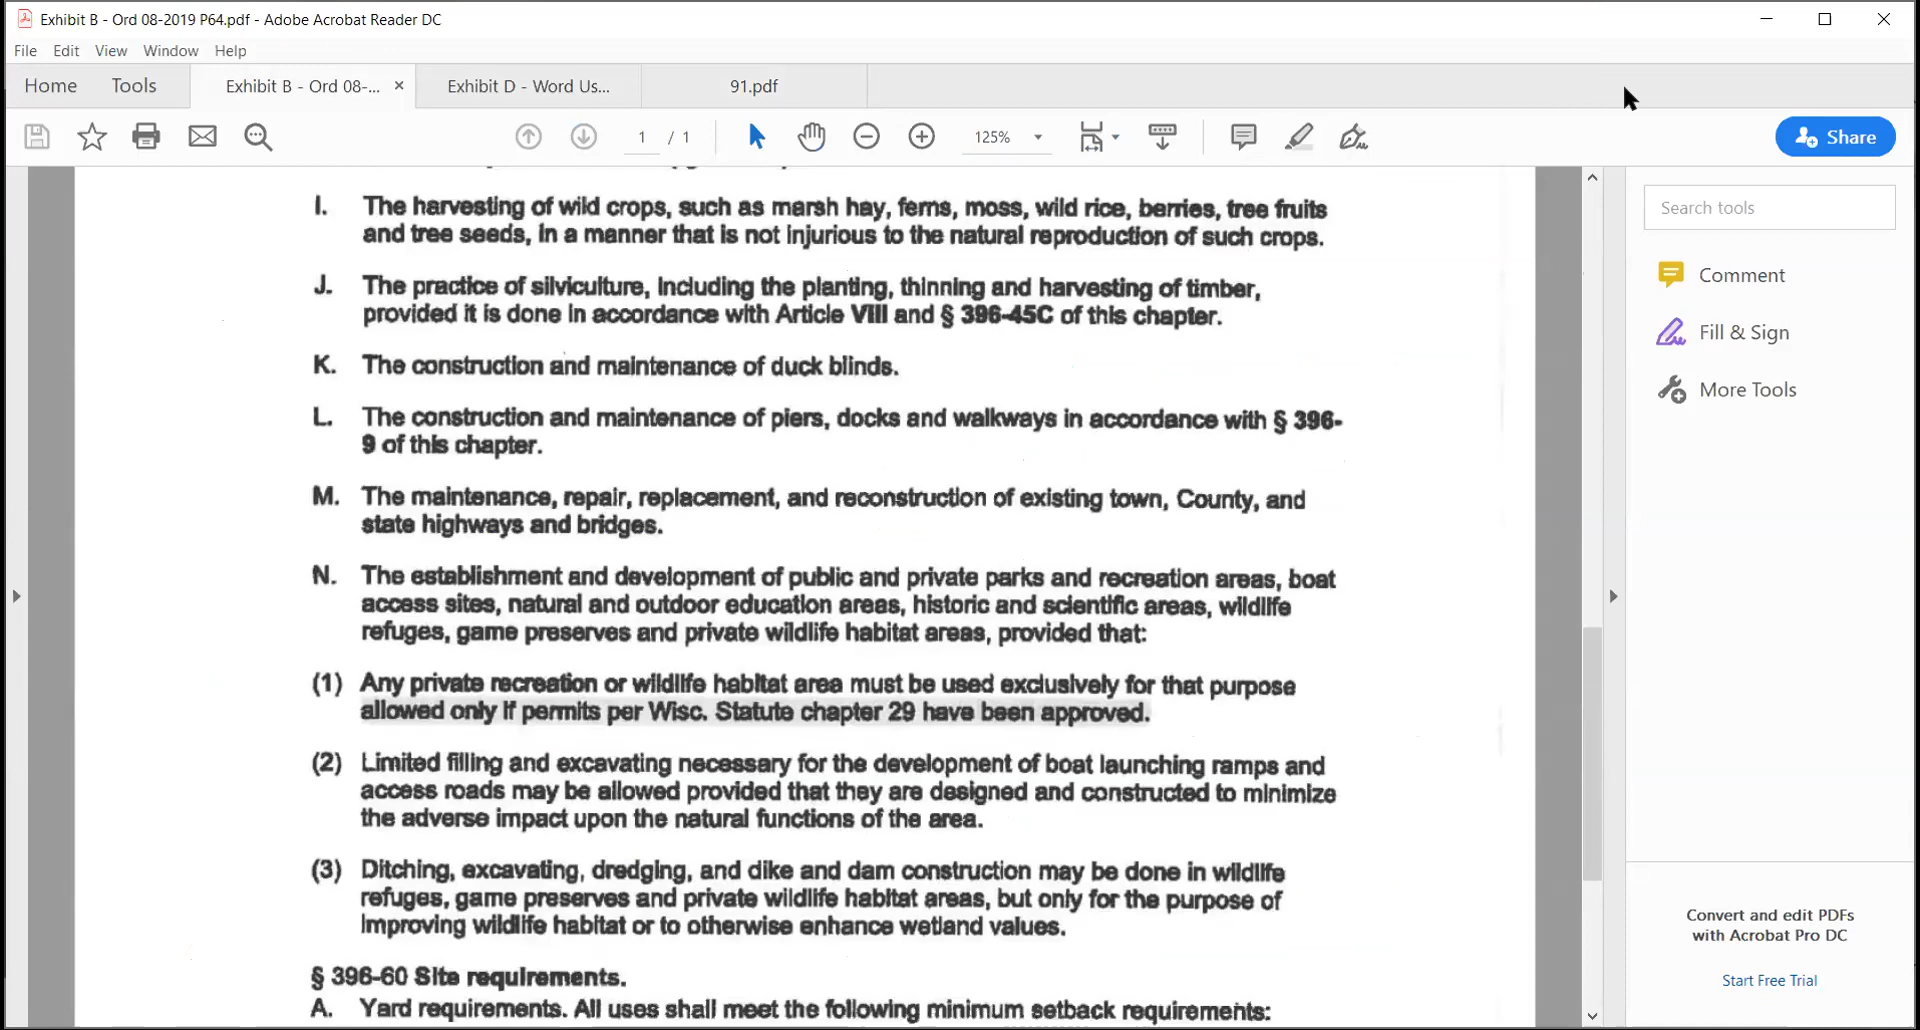 Exhibit B - Ord 08-2019 P64.pdf - Adobe Acrobat Reader DC
File Edit View Window Help
Home Tools Exhibit B - Ord 08-... × Exhibit D - Word Us... 91.pdf
1 / 1 125% Share
I. The harvesting of wild crops, such as marsh hay, ferns, moss, wild rice, berries, tree fruits
and tree seeds, in a manner that is not injurious to the natural reproduction of such crops.
J. The practice of silviculture, including the planting, thinning and harvesting of timber,
provided it is done in accordance with Article VIII and § 396-45C of this chapter.
K. The construction and maintenance of duck blinds.
L. The construction and maintenance of piers, docks and walkways in accordance with § 396-
9 of this chapter.
M. The maintenance, repair, replacement, and reconstruction of existing town, County, and
state highways and bridges.
N. The establishment and development of public and private parks and recreation areas, boat
access sites, natural and outdoor education areas, historic and scientific areas, wildlife
refuges, game preserves and private wildlife habitat areas, provided that:
(1) Any private recreation or wildlife habitat area must be used exclusively for that purpose
allowed only if permits per Wisc. Statute chapter 29 have been approved.
(2) Limited filling and excavating necessary for the development of boat launching ramps and
access roads may be allowed provided that they are designed and constructed to minimize
the adverse impact upon the natural functions of the area.
(3) Ditching, excavating, dredging, and dike and dam construction may be done in wildlife
refuges, game preserves and private wildlife habitat areas, but only for the purpose of
improving wildlife habitat or to otherwise enhance wetland values.
§ 396-60 Site requirements.
A. Yard requirements. All uses shall meet the following minimum setback requirements:
Search tools
Comment
Fill & Sign
More Tools
Convert and edit PDFs
with Acrobat Pro DC
Start Free Trial